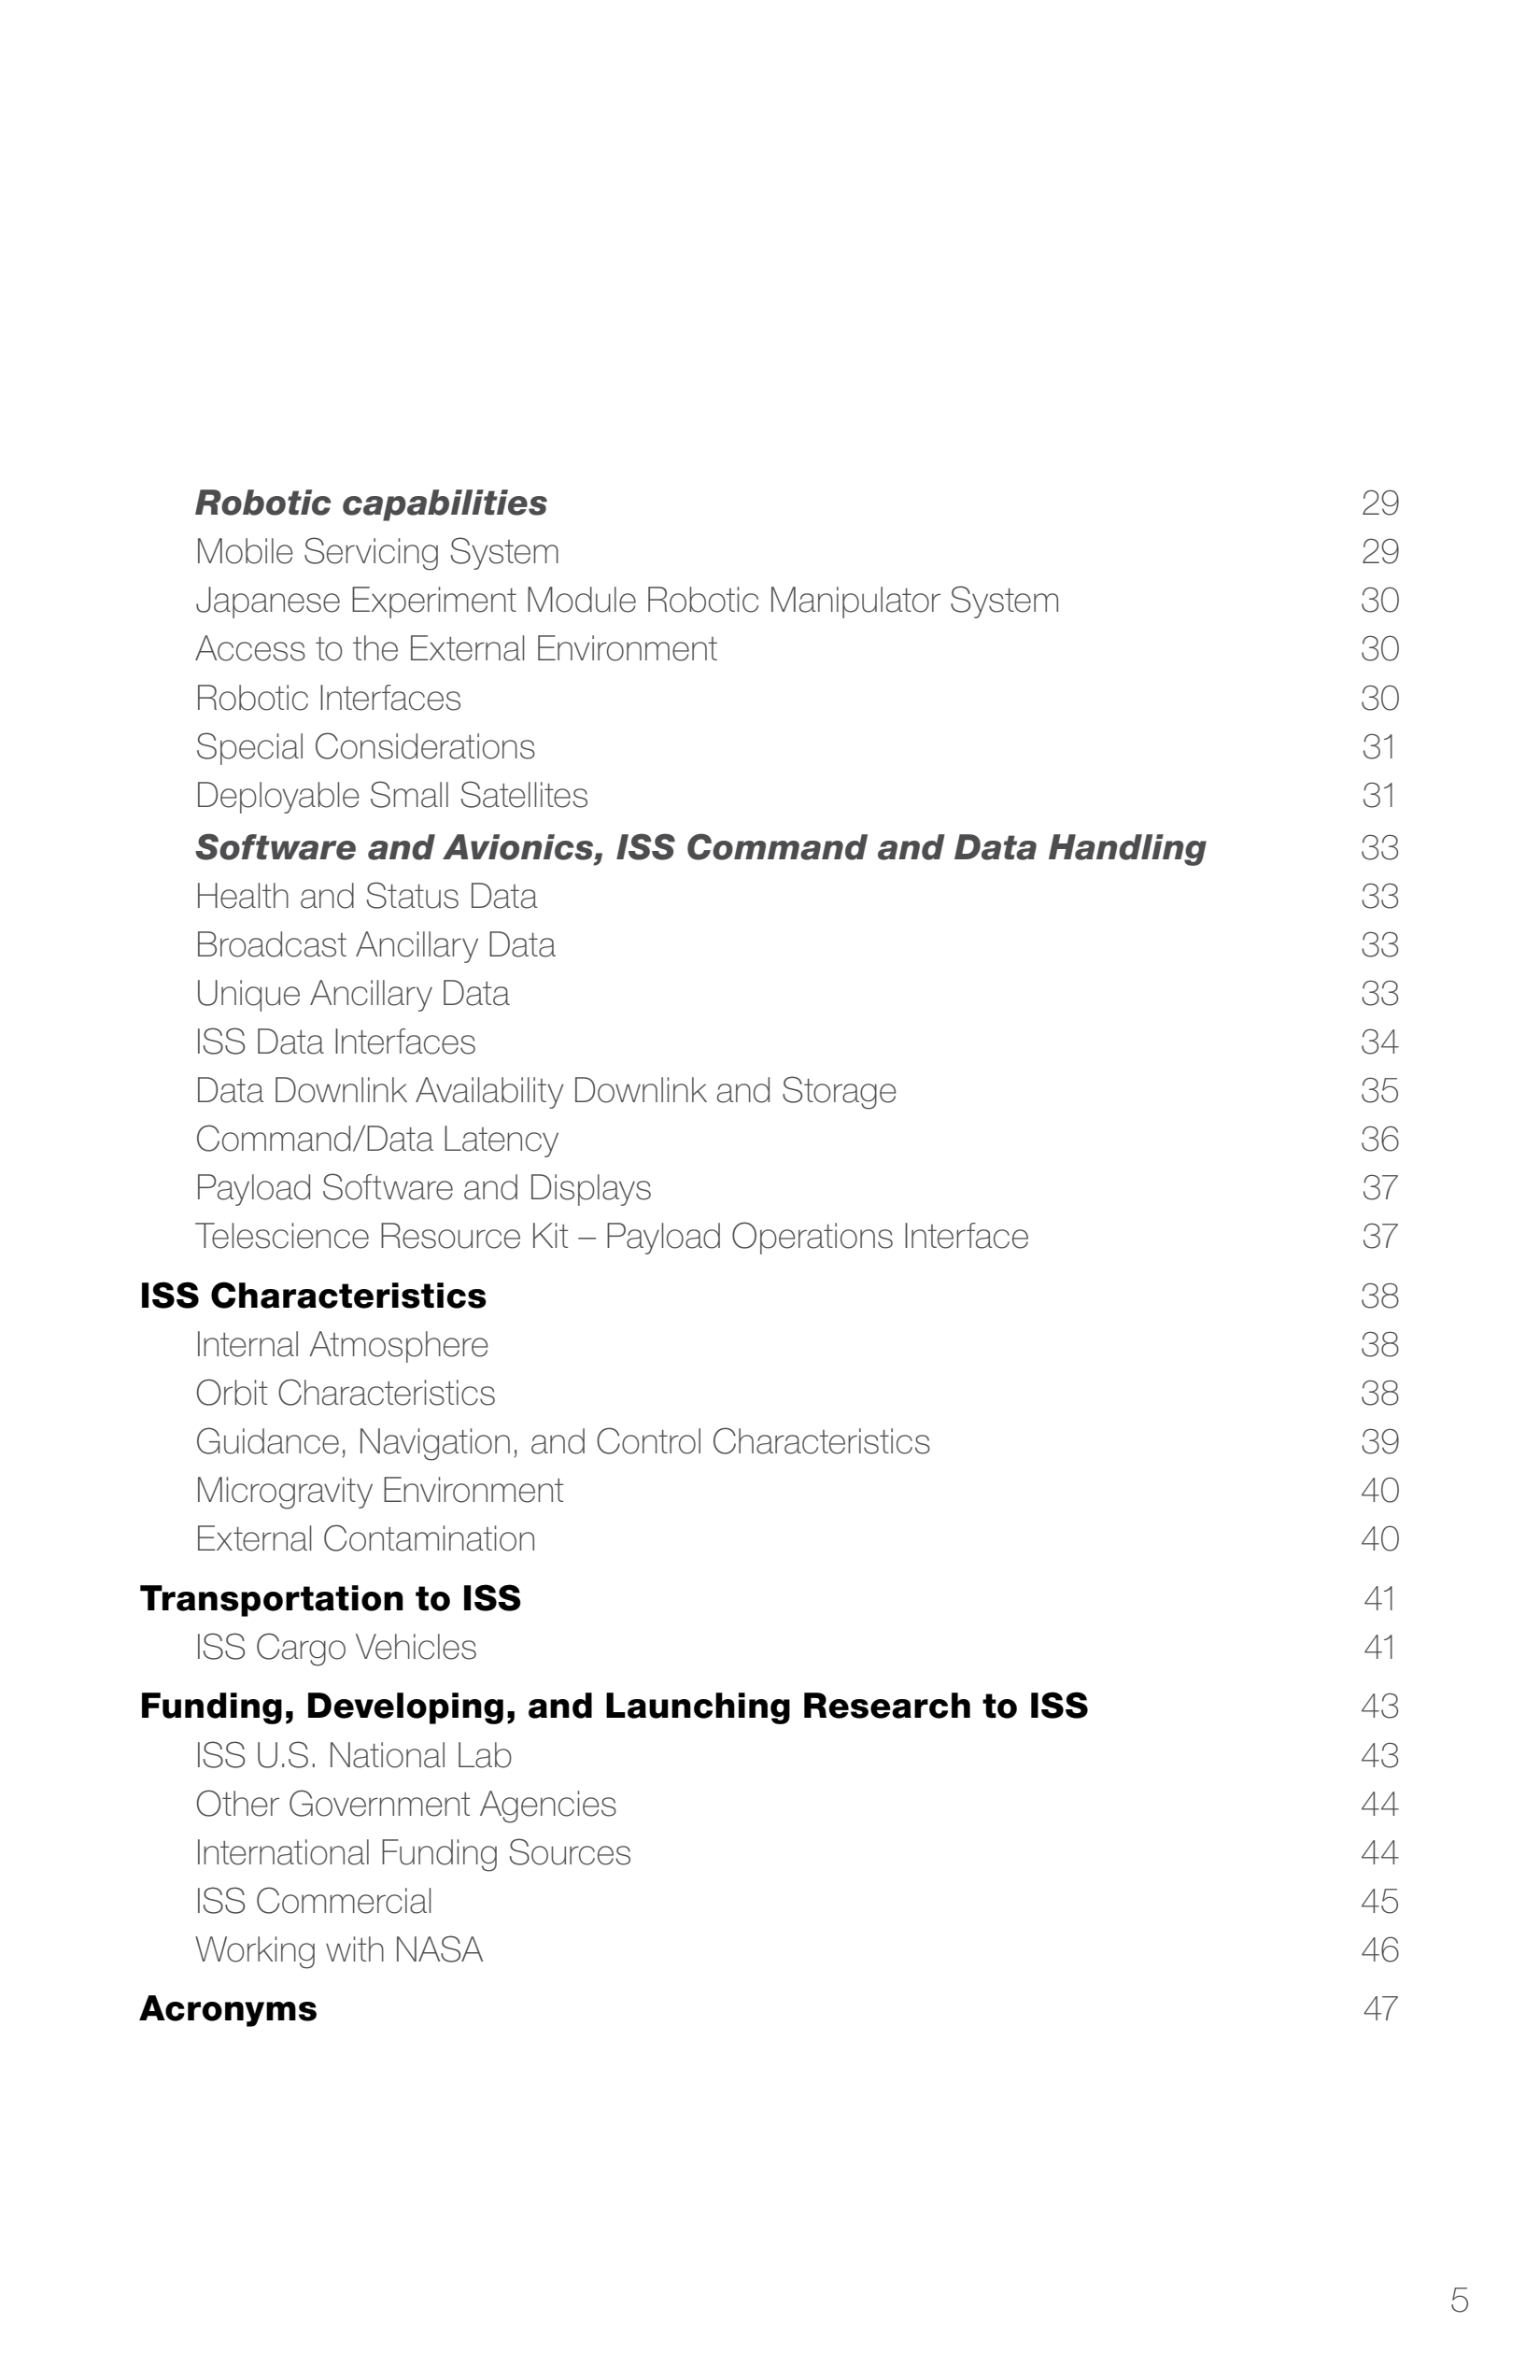 Robotic capabilities 29
Mobile Servicing System 29
Japanese Experiment Module Robotic Manipulator System 30
Access to the External Environment 30
Robotic Interfaces 30
Special Considerations 31
Deployable Small Satellites 31
Software and Avionics, ISS Command and Data Handling 33
Health and Status Data 33
Broadcast Ancillary Data 33
Unique Ancillary Data 33
ISS Data Interfaces 34
Data Downlink Availability Downlink and Storage 35
Command/Data Latency 36
Payload Software and Displays 37
Telescience Resource Kit – Payload Operations Interface 37
ISS Characteristics 38
Internal Atmosphere 38
Orbit Characteristics 38
Guidance, Navigation, and Control Characteristics 39
Microgravity Environment 40
External Contamination 40
Transportation to ISS 41
ISS Cargo Vehicles 41
Funding, Developing, and Launching Research to ISS 43
ISS U.S. National Lab 43
Other Government Agencies 44
International Funding Sources 44
ISS Commercial 45
Working with NASA 46
Acronyms 47
5